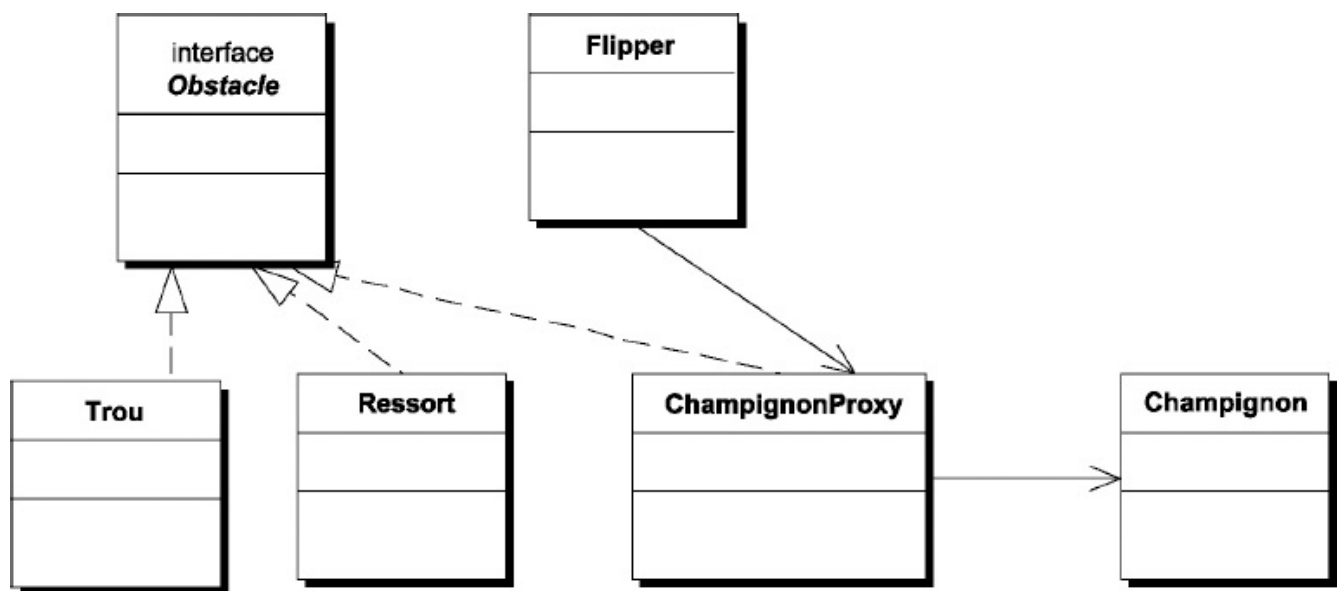 interface
Obstacle
Flipper
Trou
Ressort
ChampignonProxy
Champignon